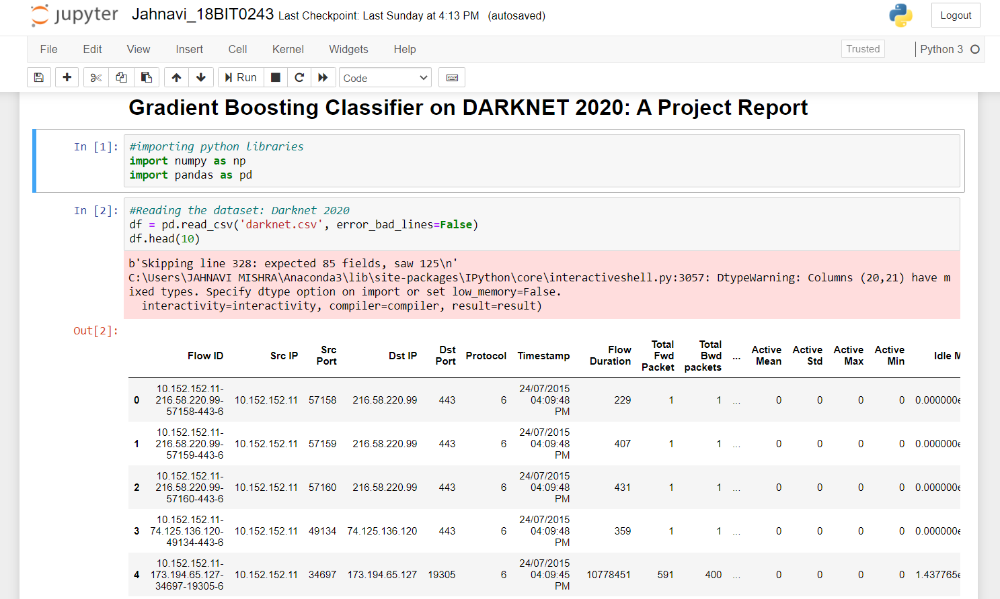 jupyter Jahnavi_18BIT0243 Last Checkpoint: Last Sunday at 4:13 PM (autosaved) Logout
File Edit View Insert Cell Kernel Widgets Help Trusted Python 3
Run Code
Gradient Boosting Classifier on DARKNET 2020: A Project Report
In [1]: #importing python libraries
import numpy as np
import pandas as pd
In [2]: #Reading the dataset: Darknet 2020
df = pd.read_csv('darknet.csv', error_bad_lines=False)
df.head(10)
b'Skipping line 328: expected 85 fields, saw 125\n'
C:\Users\JAHNAVI MISHRA\Anaconda3\lib\site-packages\IPython\core\interactiveshell.py:3057: DtypeWarning: Columns (20,21) have m
ixed types. Specify dtype option on import or set low_memory=False.
interactivity=interactivity, compiler=compiler, result=result)
Out[2]:
Flow ID Src IP Src Port Dst IP Dst Port Protocol Timestamp Flow Duration Total Fwd Packet Total Bwd packets ... Active Mean Active Std Active Max Active Min Idle M
0 10.152.152.11-216.58.220.99-57158-443-6 10.152.152.11 57158 216.58.220.99 443 6 24/07/2015 04:09:48 PM 229 1 1 ... 0 0 0 0 0.000000e
1 10.152.152.11-216.58.220.99-57159-443-6 10.152.152.11 57159 216.58.220.99 443 6 24/07/2015 04:09:48 PM 407 1 1 ... 0 0 0 0 0.000000e
2 10.152.152.11-216.58.220.99-57160-443-6 10.152.152.11 57160 216.58.220.99 443 6 24/07/2015 04:09:48 PM 431 1 1 ... 0 0 0 0 0.000000e
3 10.152.152.11-74.125.136.120-49134-443-6 10.152.152.11 49134 74.125.136.120 443 6 24/07/2015 04:09:48 PM 359 1 1 ... 0 0 0 0 0.000000e
4 10.152.152.11-173.194.65.127-34697-19305-6 10.152.152.11 34697 173.194.65.127 19305 6 24/07/2015 04:09:45 PM 10778451 591 400 ... 0 0 0 0 1.437765e